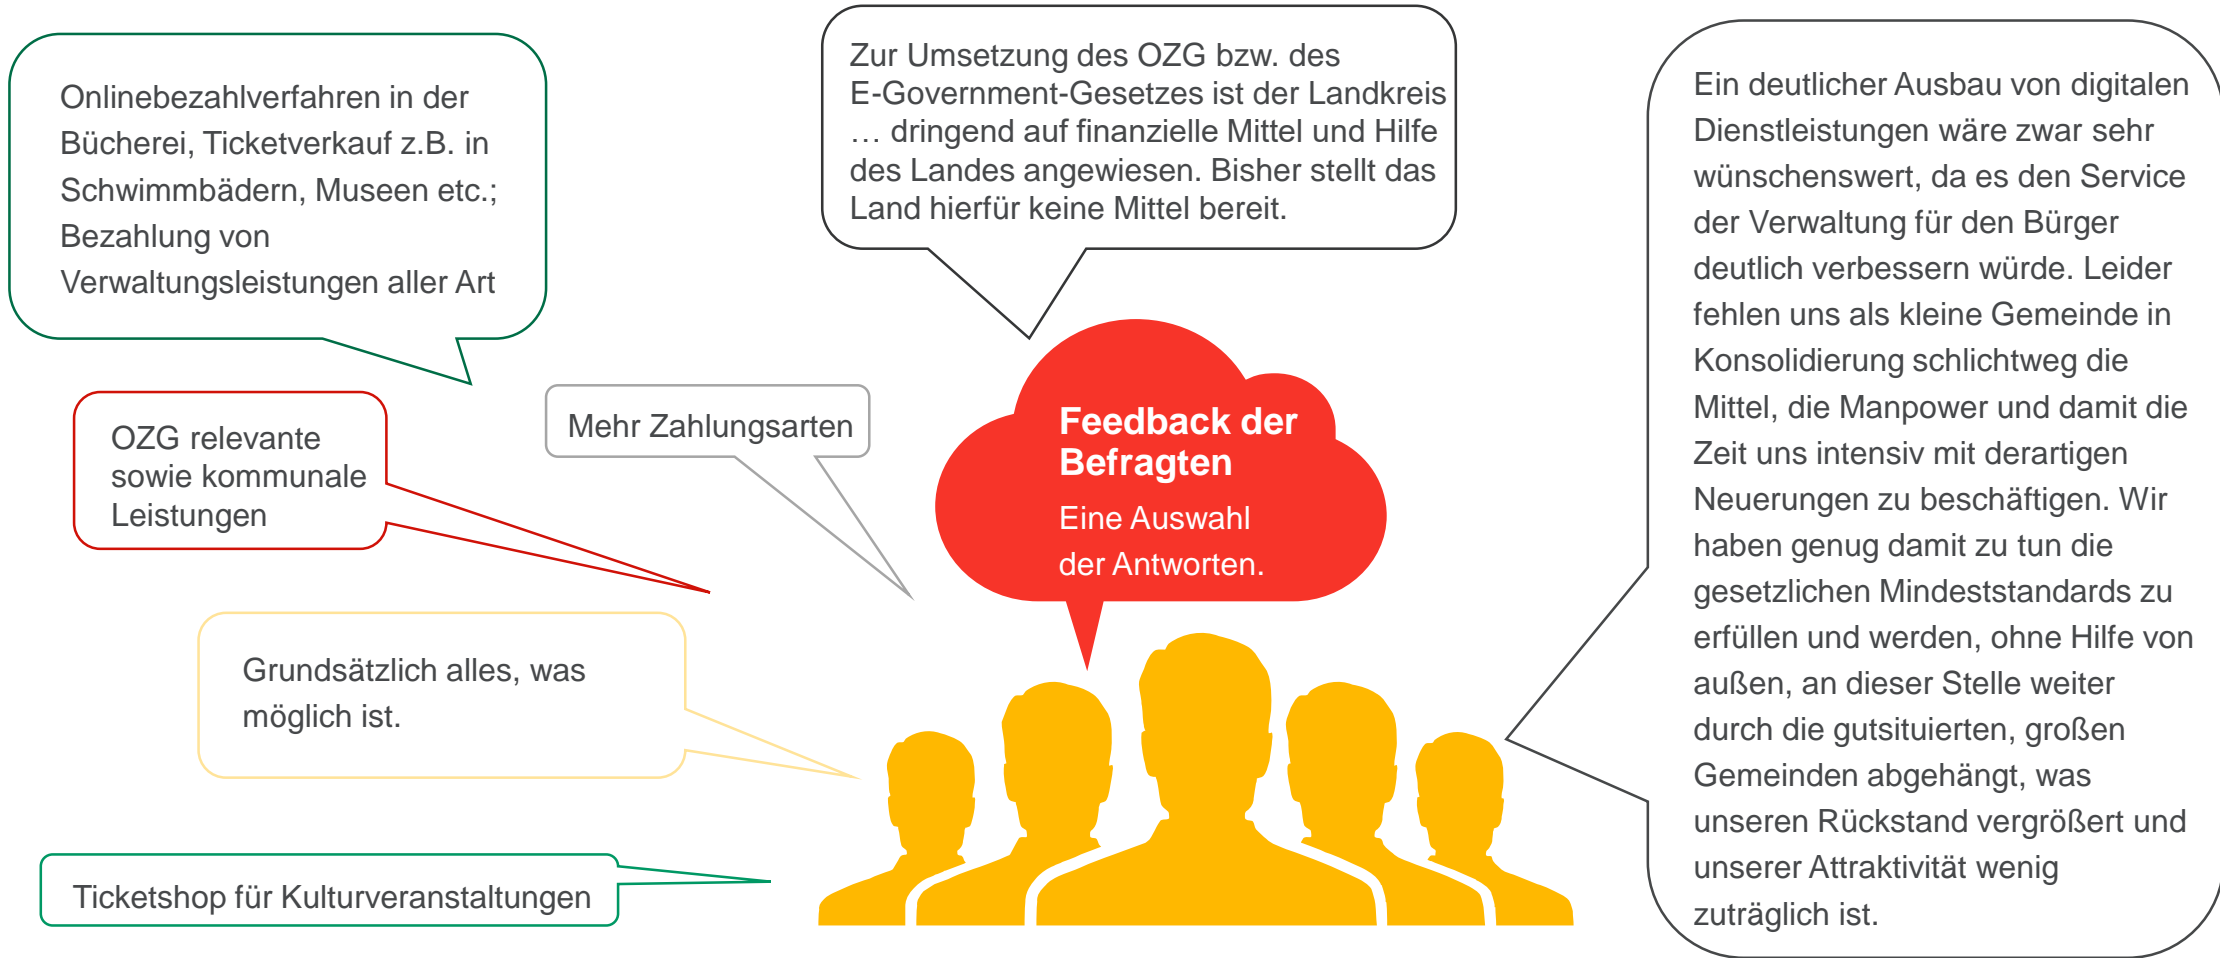 Onlinebezahlverfahren in der
Bücherei, Ticketverkauf z.B. in
Schwimmbädern, Museen etc.;
Bezahlung von
Verwaltungsleistungen aller Art
Zur Umsetzung des OZG bzw. des
E-Government-Gesetzes ist der Landkreis
… dringend auf finanzielle Mittel und Hilfe
des Landes angewiesen. Bisher stellt das
Land hierfür keine Mittel bereit.
Ein deutlicher Ausbau von digitalen
Dienstleistungen wäre zwar sehr
wünschenswert, da es den Service
der Verwaltung für den Bürger
deutlich verbessern würde. Leider
fehlen uns als kleine Gemeinde in
Konsolidierung schlichtweg die
Mittel, die Manpower und damit die
Zeit uns intensiv mit derartigen
Neuerungen zu beschäftigen. Wir
haben genug damit zu tun die
gesetzlichen Mindeststandards zu
erfüllen und werden, ohne Hilfe von
außen, an dieser Stelle weiter
durch die gutsituierten, großen
Gemeinden abgehängt, was
unseren Rückstand vergrößert und
unserer Attraktivität wenig
zuträglich ist.
OZG relevante
sowie kommunale
Leistungen
Mehr Zahlungsarten
Feedback der
Befragten
Eine Auswahl
der Antworten.
Grundsätzlich alles, was
möglich ist.
Ticketshop für Kulturveranstaltungen